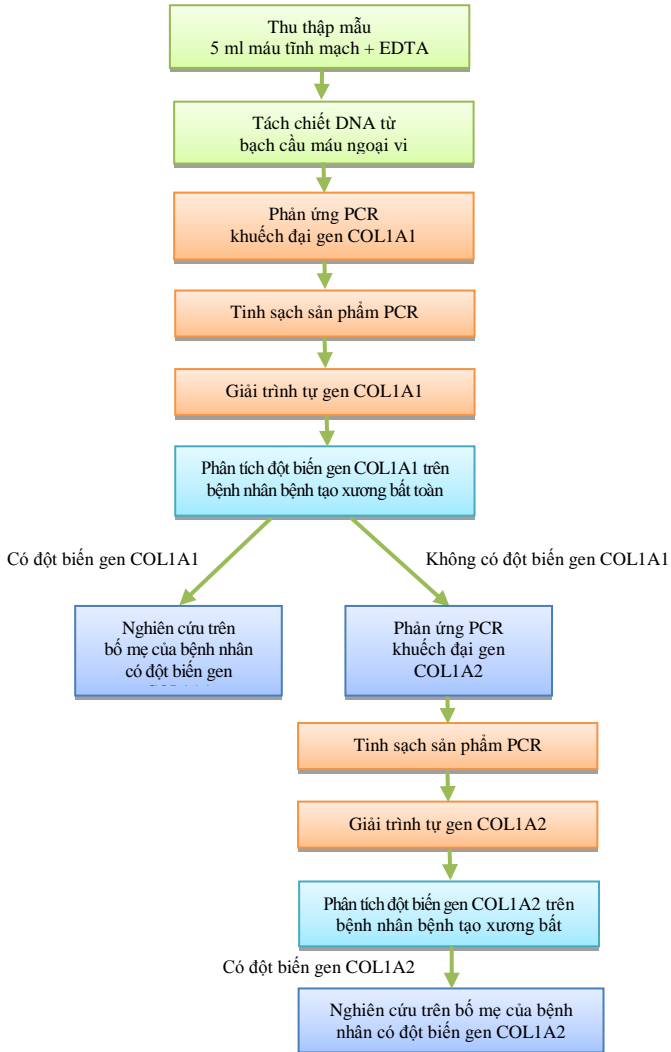 Thu thập mẫu
5 ml máu tĩnh mạch + EDTA
Tách chiết DNA từ
bạch cầu máu ngoại vi
Phản ứng PCR
khuếch đại gen COL1A1
Tinh sạch sản phẩm PCR
Giải trình tự gen COL1A1
Phân tích đột biến gen COL1A1 trên
bệnh nhân bệnh tạo xương bất toàn
Có đột biến gen COL1A1
Không có đột biến gen COL1A1
Nghiên cứu trên
bố mẹ của bệnh nhân
có đột biến gen
Phản ứng PCR
khuếch đại gen
COL1A2
Tinh sạch sản phẩm PCR
Giải trình tự gen COL1A2
Phân tích đột biến gen COL1A2 trên
bệnh nhân bệnh tạo xương bất
Có đột biến gen COL1A2
Nghiên cứu trên bố mẹ của bệnh
nhân có đột biến gen COL1A2